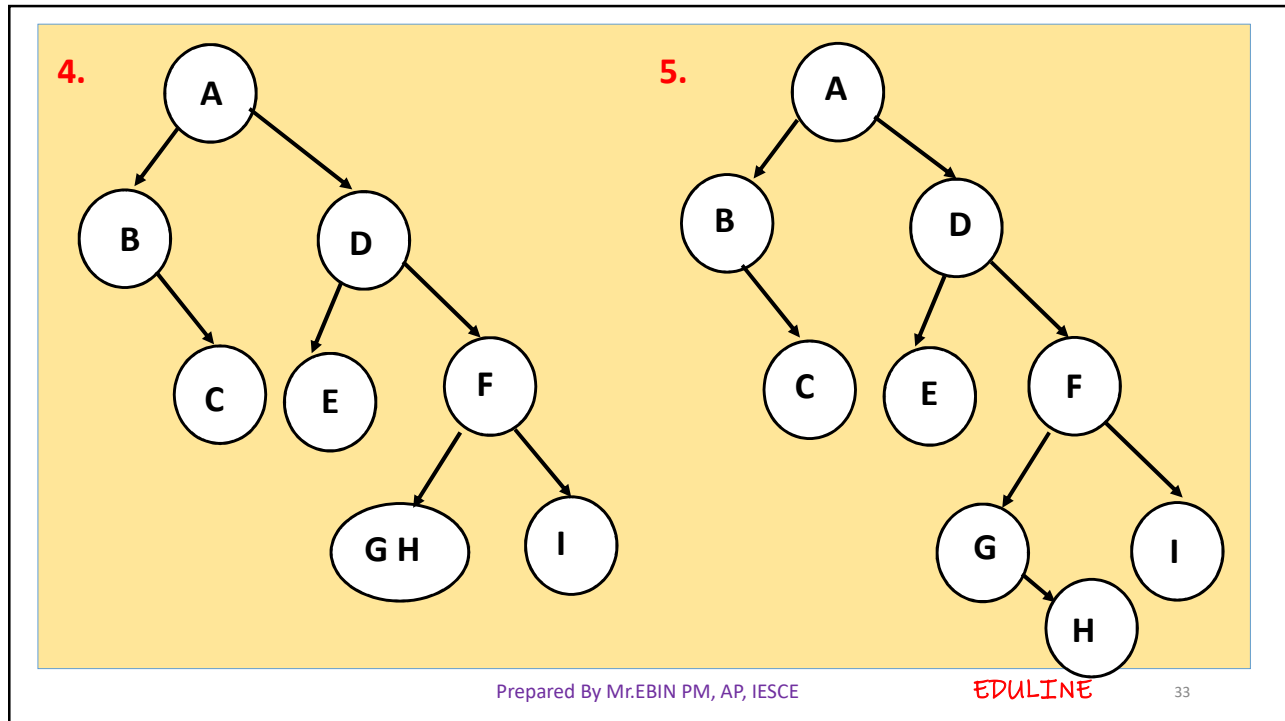 4.
A
B
D
C
E
F
G H
I
5.
A
B
D
C
E
F
G
I
H
Prepared By Mr.EBIN PM, AP, IESCE
EDULINE
33